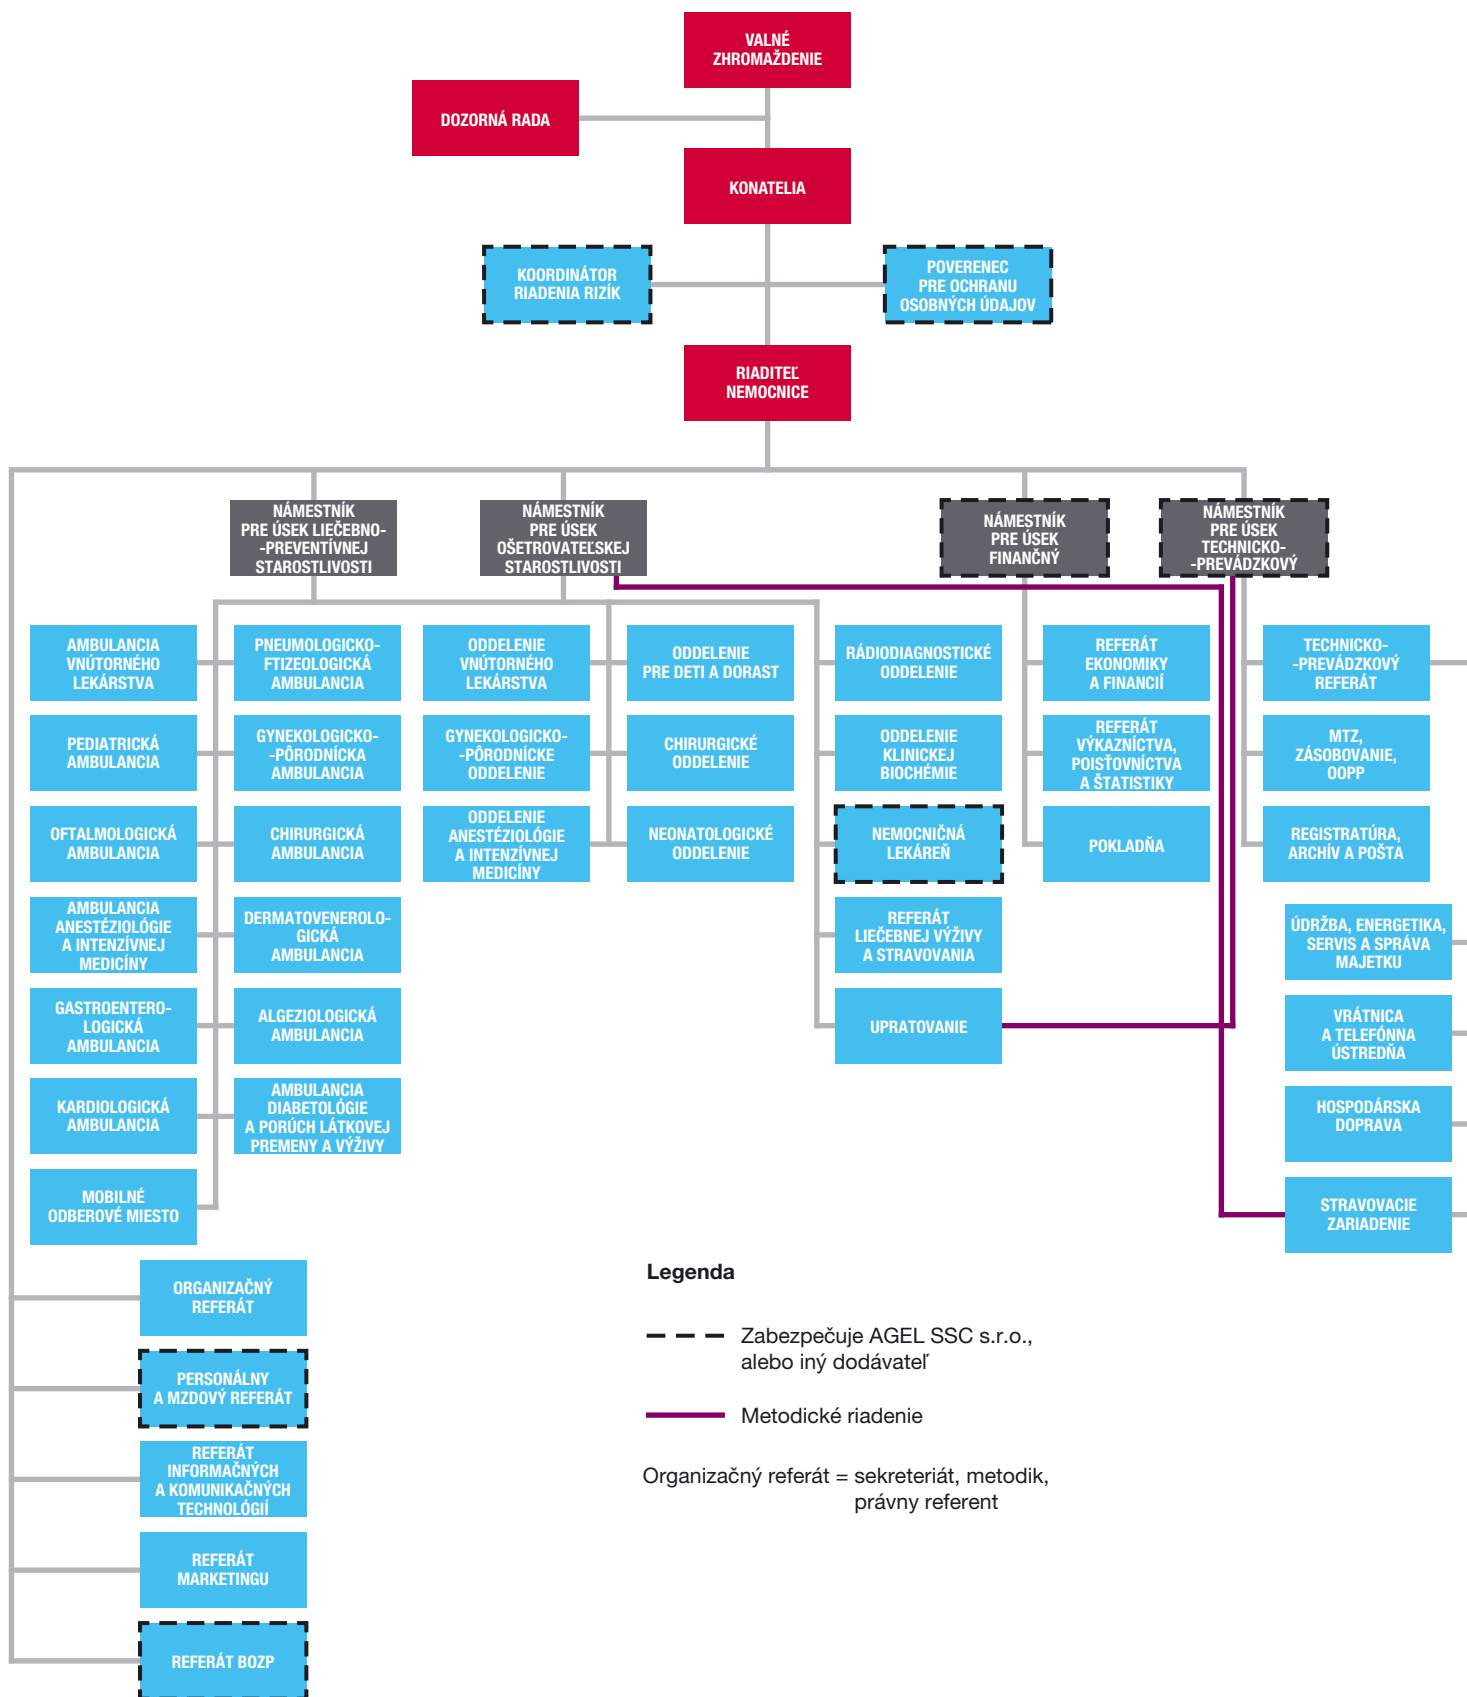 VALNÉ
ZHROMAŽDENIE
DOZORNÁ RADA
KONATELIA
KOORDINÁTOR
RIADENIA RIZÍK
POVERENEC
PRE OCHRANU
OSOBNÝCH ÚDAJOV
RIADITEĽ
NEMOCNICE
NÁMESTNÍK
PRE ÚSEK LIEČEBNO-
-PREVENTÍVNEJ
STAROSTLIVOSTI
NÁMESTNÍK
PRE ÚSEK
OŠETROVATEĽSKEJ
STAROSTLIVOSTI
NÁMESTNÍK
PRE ÚSEK
FINANČNÝ
NÁMESTNÍK
PRE ÚSEK
TECHNICKO-
-PREVÁDZKOVÝ
AMBULANCIA
VNÚTORNÉHO
LEKÁRSTVA
PNEUMOLOGICKO-
FTIZEOLOGICKÁ
AMBULANCIA
ODDELENIE
VNÚTORNÉHO
LEKÁRSTVA
ODDELENIE
PRE DETI A DORAST
RÁDIODIAGNOSTICKÉ
ODDELENIE
REFERÁT
EKONOMIKY
A FINANCIÍ
TECHNICKO-
-PREVÁDZKOVÝ
REFERÁT
PEDIATRICKÁ
AMBULANCIA
GYNEKOLOGICKO-
-PÔRODNÍCKA
AMBULANCIA
GYNEKOLOGICKO-
-PÔRODNÍCKE
ODDELENIE
CHIRURGICKÉ
ODDELENIE
ODDELENIE
KLINICKEJ
BIOCHÉMIE
REFERÁT
VÝKAZNÍCTVA,
POISŤOVNÍCTVA
A ŠTATISTIKY
MTZ,
ZÁSOBOVANIE,
OOPP
OFTALMOLOGICKÁ
AMBULANCIA
CHIRURGICKÁ
AMBULANCIA
ODDELENIE
ANESTÉZIOLÓGIE
A INTENZÍVNEJ
MEDICÍNY
NEONATOLOGICKÉ
ODDELENIE
NEMOCNIČNÁ
LEKÁREŇ
POKLADŇA
REGISTRATÚRA,
ARCHÍV A POŠTA
AMBULANCIA
ANESTÉZIOLÓGIE
A INTENZÍVNEJ
MEDICÍNY
DERMATOVENEROLO-
GICKÁ
AMBULANCIA
REFERÁT
LIEČEBNEJ VÝŽIVY
A STRAVOVANIA
ÚDRŽBA, ENERGETIKA,
SERVIS A SPRÁVA
MAJETKU
GASTROENTERO-
LOGICKÁ
AMBULANCIA
ALGEZIOLOGICKÁ
AMBULANCIA
UPRATOVANIE
VRÁTNICA
A TELEFÓNNA
ÚSTREDŇA
KARDIOLOGICKÁ
AMBULANCIA
AMBULANCIA
DIABETOLÓGIE
A PORÚCH LÁTKOVEJ
PREMENY A VÝŽIVY
HOSPODÁRSKA
DOPRAVA
MOBILNÉ
ODBEROVÉ MIESTO
STRAVOVACIE
ZARIADENIE
ORGANIZAČNÝ
REFERÁT
PERSONÁLNY
A MZDOVÝ REFERÁT
REFERÁT
INFORMAČNÝCH
A KOMUNIKAČNÝCH
TECHNOLÓGIÍ
REFERÁT
MARKETINGU
REFERÁT BOZP
Legenda
Zabezpečuje AGEL SSC s.r.o.,
alebo iný dodávateľ
Metodické riadenie
Organizačný referát = sekreteriát, metodik,
právny referent